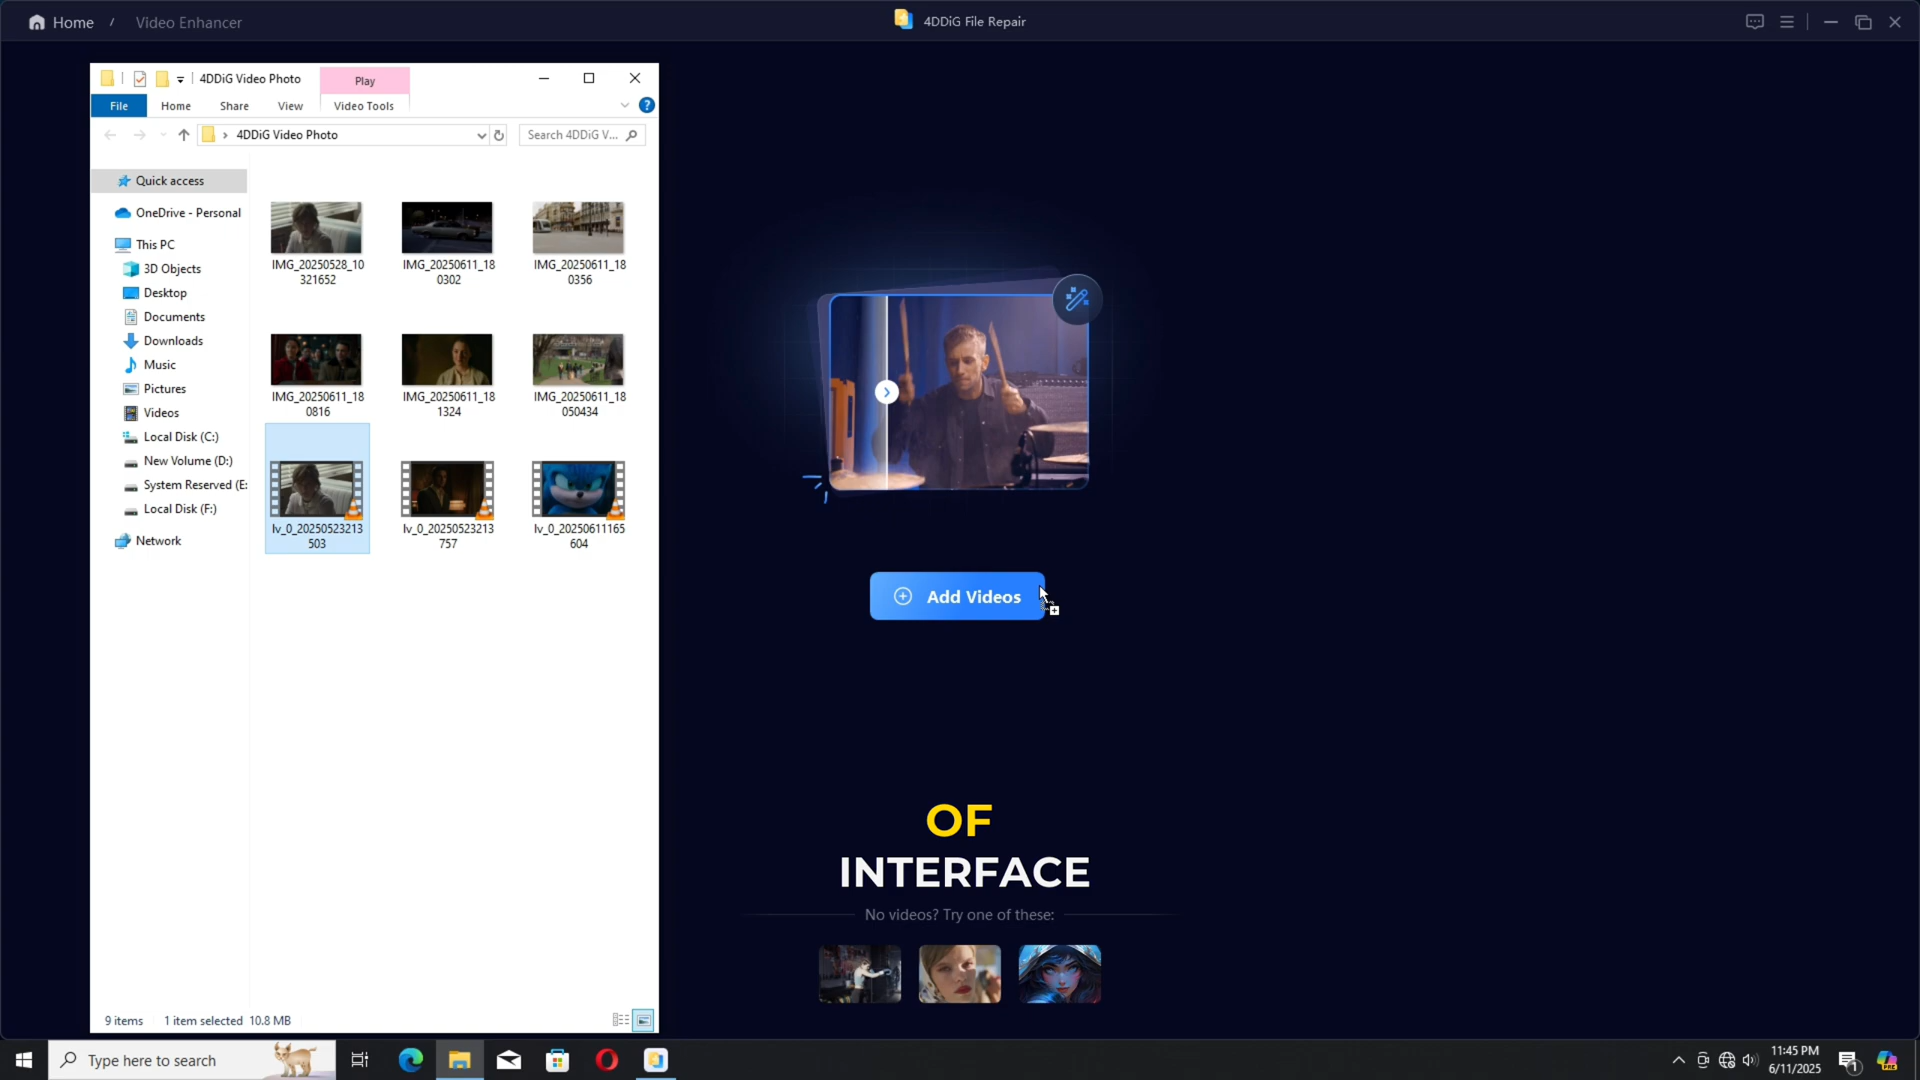 Home / Video Enhancer
4DDiG File Repair
4DDiG Video Photo
Play
File
Home
Share
View
Video Tools
4DDiG Video Photo
Search 4DDiG V...
Quick access
OneDrive - Personal
This PC
3D Objects
Desktop
Documents
Downloads
Music
Pictures
Videos
Local Disk (C:)
New Volume (D:)
System Reserved (E:
Local Disk (F:)
Network
IMG_20250528_10
321652
IMG_20250611_18
0302
IMG_20250611_18
0356
IMG_20250611_18
0816
IMG_20250611_18
1324
IMG_20250611_18
050434
lv_0_20250523213
503
lv_0_20250523213
757
lv_0_20250611165
604
9 items
1 item selected 10.8 MB
Add Videos
OF
INTERFACE
No videos? Try one of these:
Type here to search
11:45 PM
6/11/2025
1